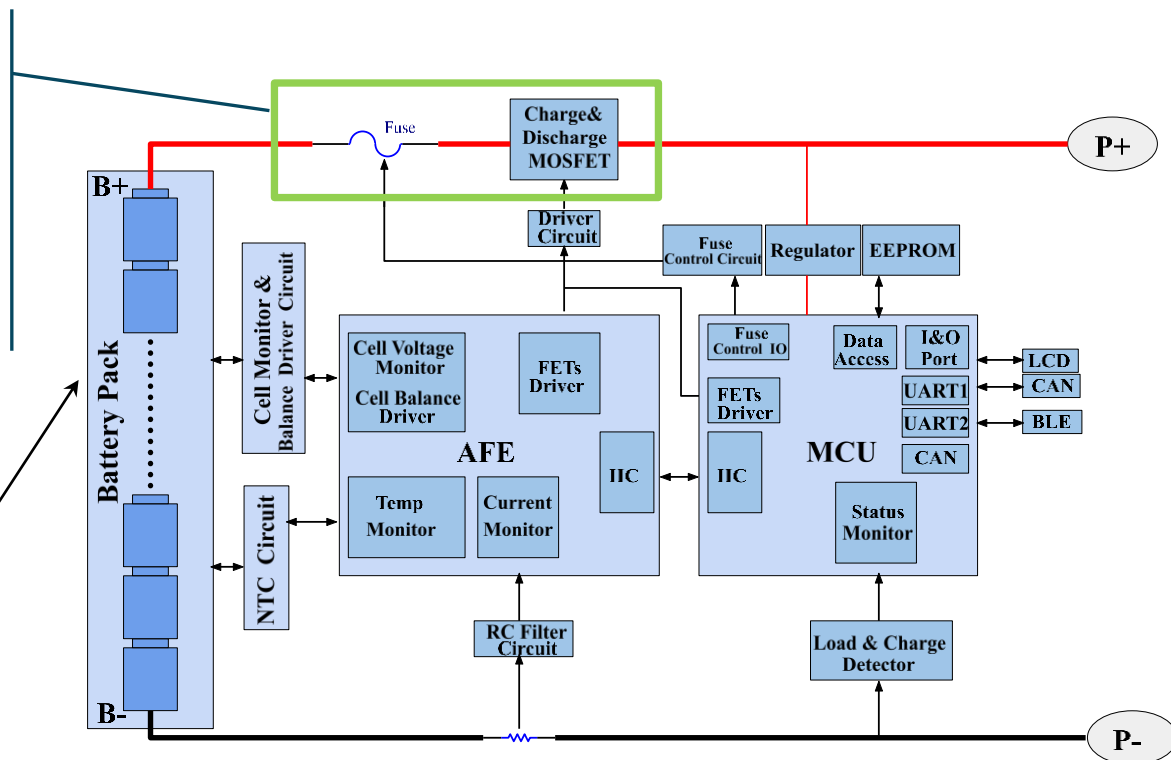 Fuse
Charge&
Discharge
MOSFET
P+
B+
Driver
Circuit
Fuse
Control Circuit
Regulator
EEPROM
Battery Pack
Cell Monitor &
Balance Driver Circuit
Cell Voltage
Monitor
Cell Balance
Driver
FETs
Driver
AFE
IIC
Temp
Monitor
Current
Monitor
NTC Circuit
Fuse
Control IO
Data
Access
I&O
Port
FETs
Driver
UART1
UART2
CAN
MCU
IIC
Status
Monitor
LCD
CAN
BLE
RC Filter
Circuit
Load & Charge
Detector
B-
P-